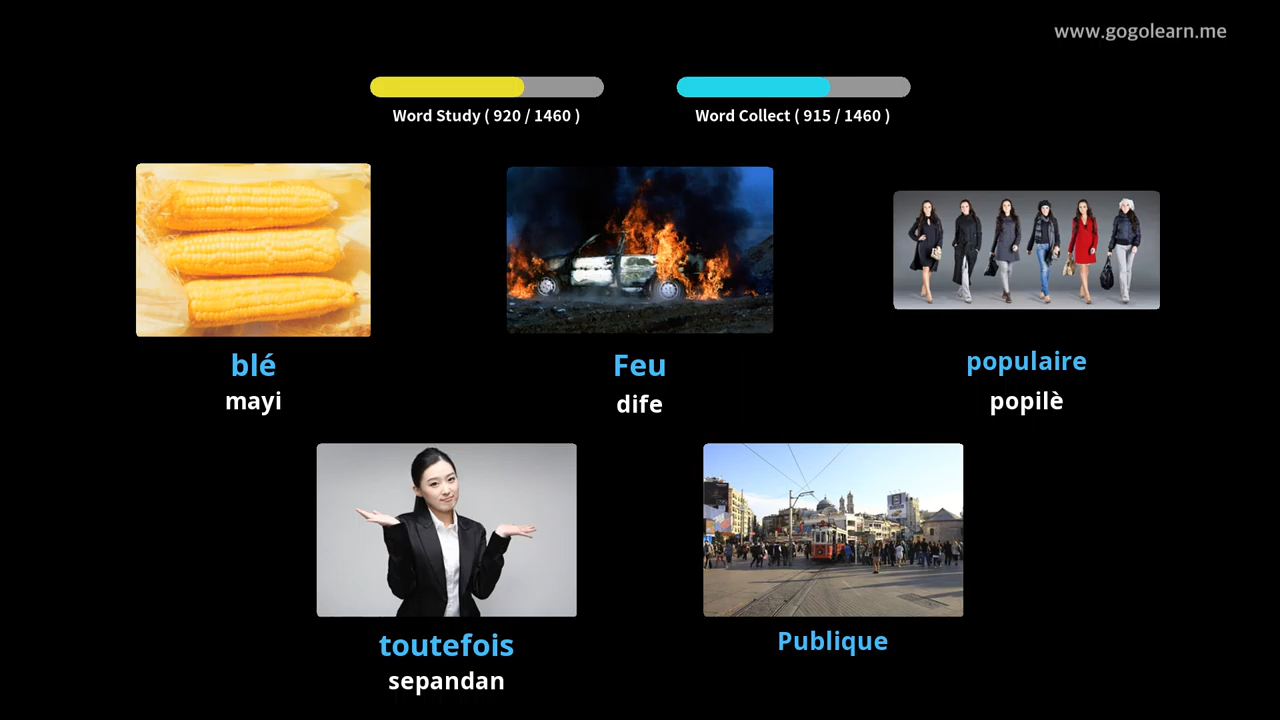 www.gogolearn.me
Word Study ( 920 / 1460 )
Word Collect ( 915 / 1460 )
blé
mayi
Feu
dife
populaire
popilè
toutefois
sepandan
Publique